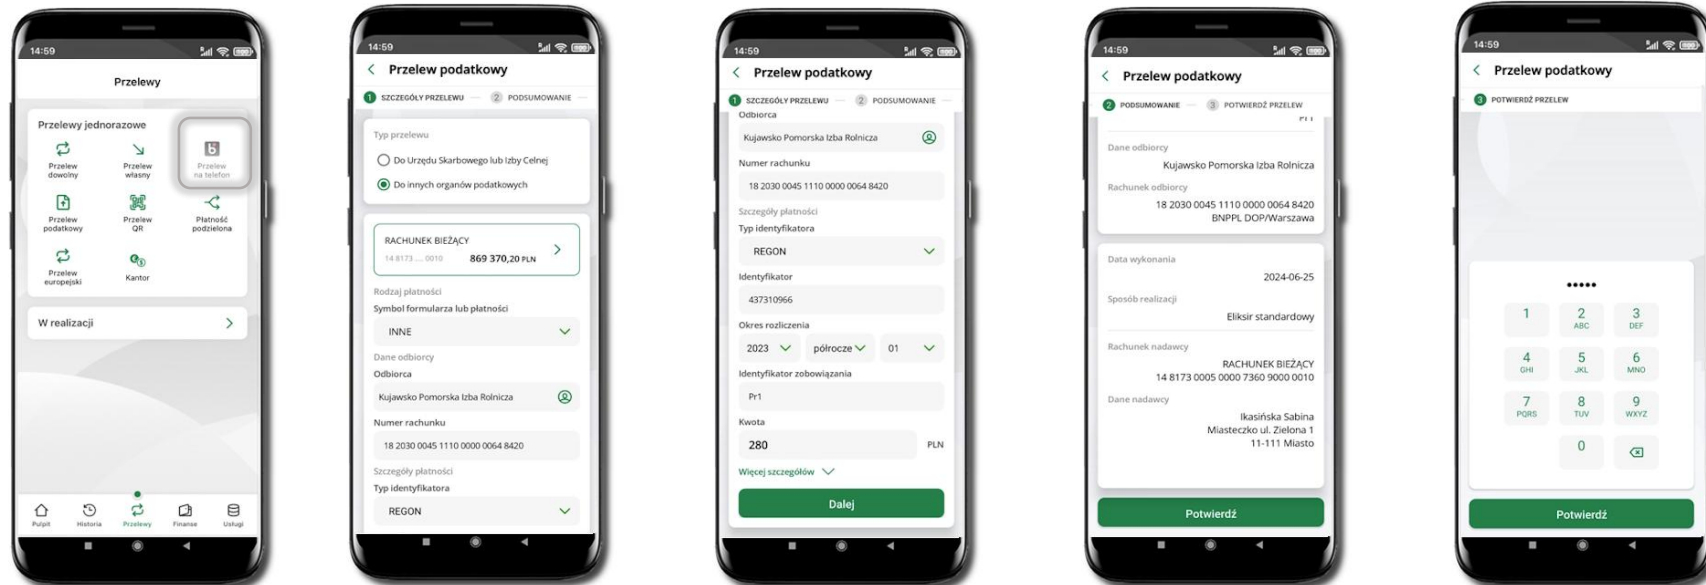 14:59
Przelewy
Przelewy jednorazowe
Przelew dowolny
Przelew własny
Przelew na telefon
Przelew podatkowy
Przelew QR
Płatność podzielona
Przelew europejski
Kantor
W realizacji
Pulpit
Historia
Przelewy
Finanse
Usługi
14:59
Przelew podatkowy
1 SZCZEGÓŁY PRZELEWU 2 PODSUMOWANIE
Typ przelewu
Do Urzędu Skarbowego lub Izby Celnej
Do innych organów podatkowych
RACHUNEK BIEŻĄCY
14 8173 .... 0010 869 370,20 PLN
Rodzaj płatności
Symbol formularza lub płatności
INNE
Dane odbiorcy
Odbiorca
Kujawsko Pomorska Izba Rolnicza
Numer rachunku
18 2030 0045 1110 0000 0064 8420
Szczegóły płatności
Typ identyfikatora
REGON
14:59
Przelew podatkowy
1 SZCZEGÓŁY PRZELEWU 2 PODSUMOWANIE
Odbiorca
Kujawsko Pomorska Izba Rolnicza
Numer rachunku
18 2030 0045 1110 0000 0064 8420
Szczegóły płatności
Typ identyfikatora
REGON
Identyfikator
437310966
Okres rozliczenia
2023 półrocze 01
Identyfikator zobowiązania
Pr1
Kwota
280 PLN
Więcej szczegółów
Dalej
14:59
Przelew podatkowy
2 PODSUMOWANIE 3 POTWIERDŹ PRZELEW
Dane odbiorcy
Kujawsko Pomorska Izba Rolnicza
Rachunek odbiorcy
18 2030 0045 1110 0000 0064 8420
BNPPL DOP/Warszawa
Data wykonania
2024-06-25
Sposób realizacji
Eliksir standardowy
Rachunek nadawcy
RACHUNEK BIEŻĄCY
14 8173 0005 0000 7360 9000 0010
Dane nadawcy
Ikasińska Sabina
Miasteczko ul. Zielona 1
11-111 Miasto
Potwierdź
14:59
Przelew podatkowy
3 POTWIERDŹ PRZELEW
•••••
1 2 3
ABC DEF
4 5 6
GHI JKL MNO
7 8 9
PQRS TUV WXYZ
0
Potwierdź